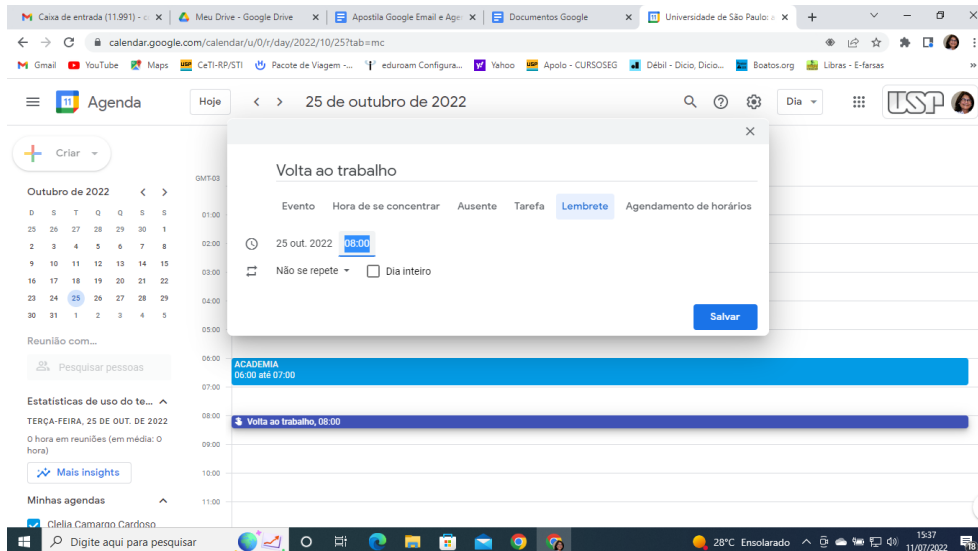 Caixa de entrada (11.991) - c
Meu Drive - Google Drive
Apostila Google Email e Age
Documentos Google
Universidade de São Paulo: a
calendar.google.com/calendar/u/0/r/day/2022/10/25?tab=mc
Gmail YouTube Maps CeTI-RP/STI Pacote de Viagem -... eduroam Configura... Yahoo Apolo - CURSOSEG Débil - Dicio, Dicio... Boatos.org Libras - E-farsas
Agenda Hoje 25 de outubro de 2022 Dia USP
Criar
Outubro de 2022
D S T Q Q S S
25 26 27 28 29 30 1
2 3 4 5 6 7 8
9 10 11 12 13 14 15
16 17 18 19 20 21 22
23 24 25 26 27 28 29
30 31 1 2 3 4 5
Reunião com...
Pesquisar pessoas
Estatísticas de uso do te...
TERÇA-FEIRA, 25 DE OUT. DE 2022
0 hora em reuniões (em média: 0
hora)
Mais insights
Minhas agendas
Clelia Camargo Cardoso
GMT-03
01:00
02:00
03:00
04:00
05:00
06:00
07:00
08:00
09:00
10:00
11:00
Volta ao trabalho
Evento Hora de se concentrar Ausente Tarefa Lembrete Agendamento de horários
25 out. 2022 08:00
Não se repete Dia inteiro
Salvar
ACADEMIA
06:00 até 07:00
Volta ao trabalho, 08:00
Digite aqui para pesquisar
28°C Ensolarado
15:37
11/07/2022